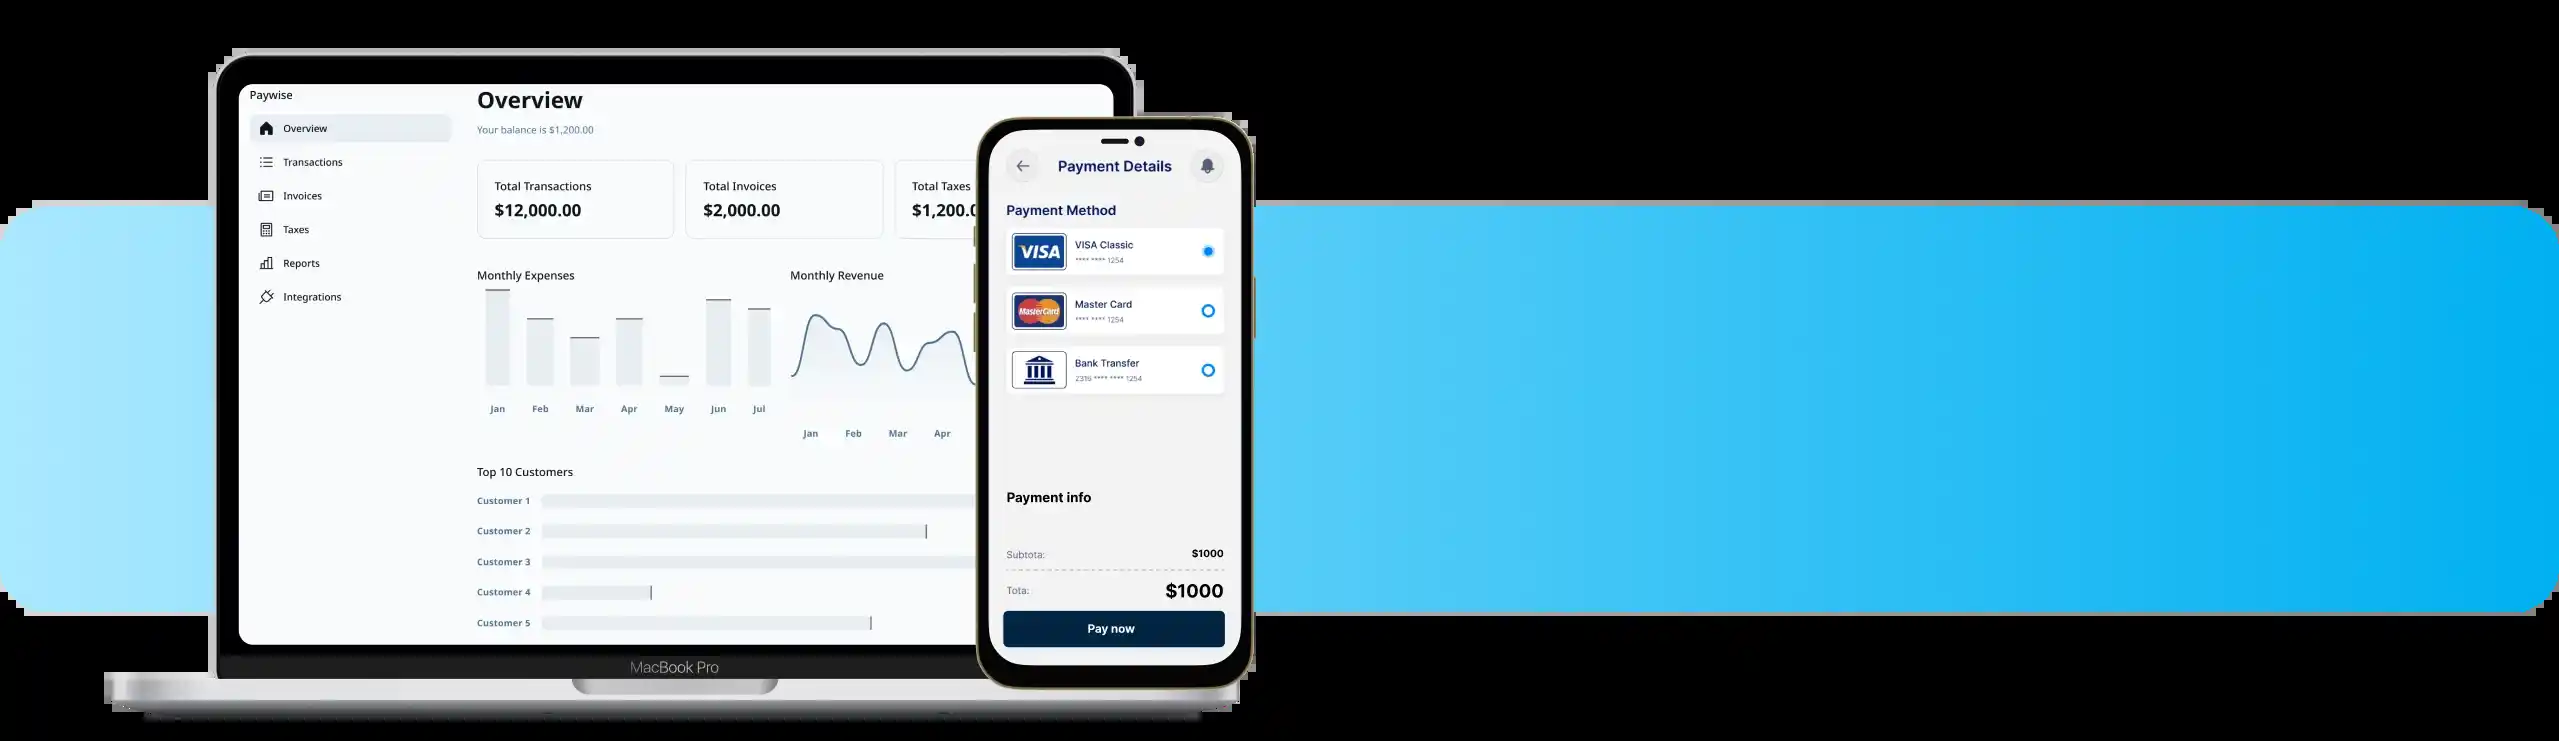 Paywise
Overview
Transactions
Invoices
Taxes
Reports
Integrations
Overview
Your balance is $1,200.00
Total Transactions
$12,000.00
Total Invoices
$2,000.00
Total Taxes
$1,200.0
Monthly Expenses
Jan Feb Mar Apr May Jun Jul
Monthly Revenue
Jan Feb Mar Apr
Top 10 Customers
Customer 1
Customer 2
Customer 3
Customer 4
Customer 5
MacBook Pro
Payment Details
Payment Method
VISA
VISA Classic
**** **** 1254
MasterCard
Master Card
**** **** 1254
Bank Transfer
2316 **** **** 1254
Payment info
Subtota: $1000
Tota: $1000
Pay now